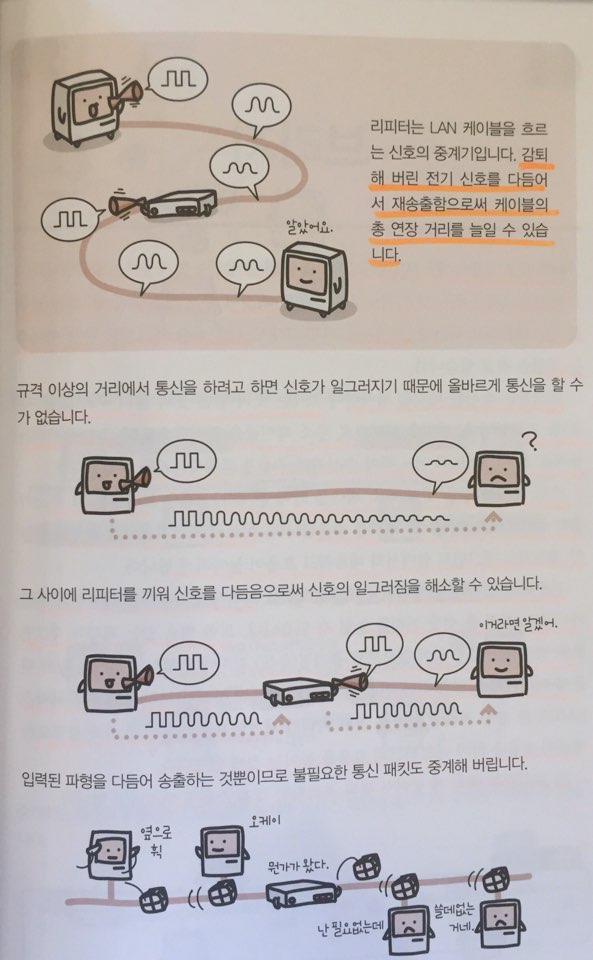 리피터는 LAN 케이블을 흐르
는 신호의 중계기입니다. 감퇴
해 버린 전기 신호를 다듬어
서 재송출함으로써 케이블의
총 연장 거리를 늘일 수 있습
니다.
알았어요.
규격 이상의 거리에서 통신을 하려고 하면 신호가 일그러지기 때문에 올바르게 통신을 할 수
가 없습니다.
?
그 사이에 리피터를 끼워 신호를 다듬음으로써 신호의 일그러짐을 해소할 수 있습니다.
이거라면 알겠어.
입력된 파형을 다듬어 송출하는 것뿐이므로 불필요한 통신 패킷도 중계해 버립니다.
옆으로
휙
오케이
뭔가가 왔다.
난 필요없는데
쓸데없는
거네.